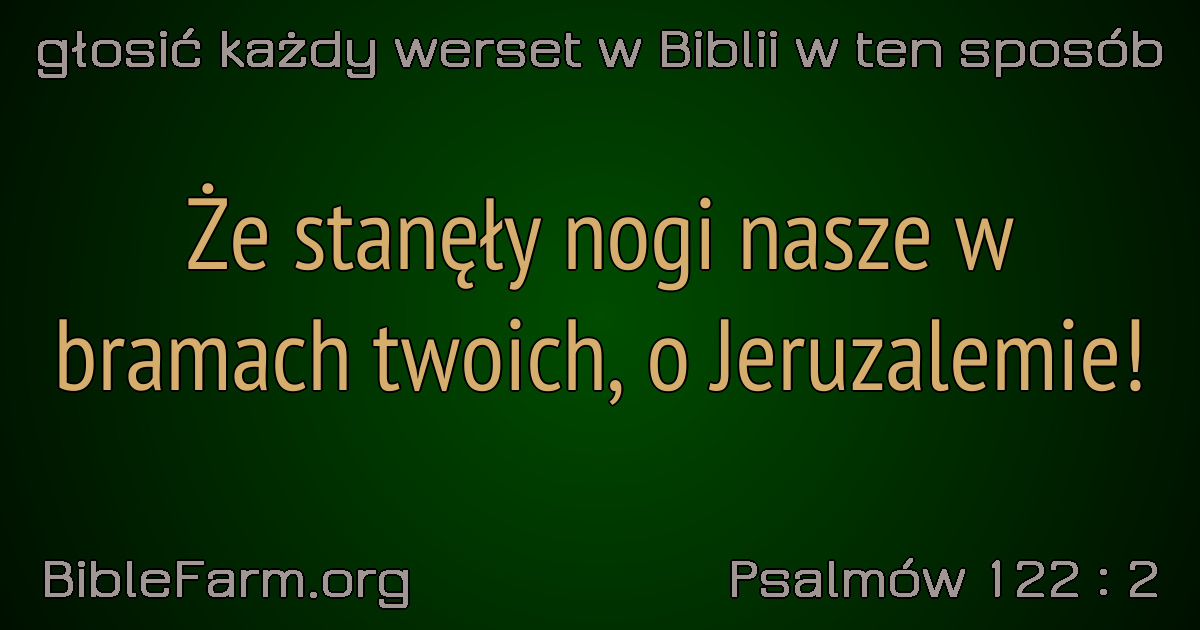 głosić każdy werset w Biblii w ten sposób
Że stanęły nogi nasze w
bramach twoich, o Jeruzalemie!
BibleFarm.org
Psalmów 122 : 2